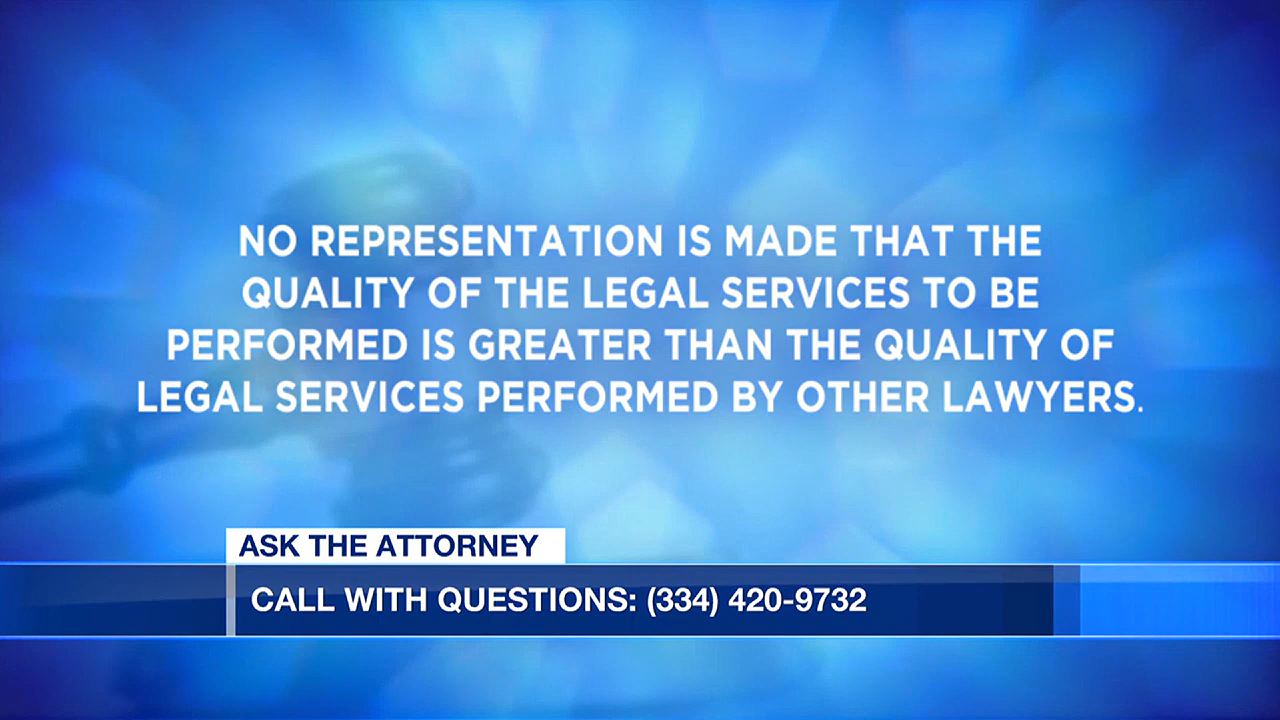 NO REPRESENTATION IS MADE THAT THE
QUALITY OF THE LEGAL SERVICES TO BE
PERFORMED IS GREATER THAN THE QUALITY OF
LEGAL SERVICES PERFORMED BY OTHER LAWYERS.
ASK THE ATTORNEY
CALL WITH QUESTIONS: (334) 420-9732